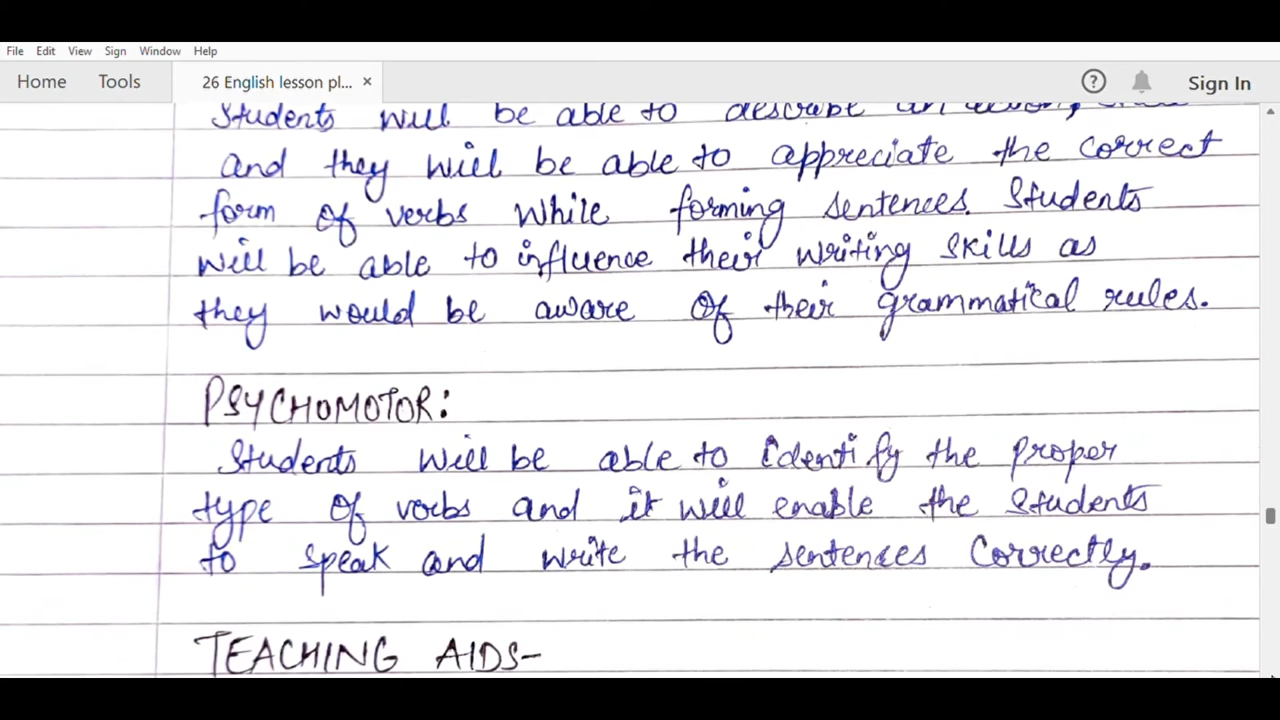 File Edit View Sign Window Help
Home Tools 26 English lesson pl... × ? Sign In
Students will be able to describe an action,
and they will be able to appreciate the correct
form of verbs while forming sentences. Students
will be able to influence their writing skills as
they would be aware of their grammatical rules.
PSYCHOMOTOR:
Students will be able to identify the proper
type of verbs and it will enable the students
to speak and write the sentences correctly.
TEACHING AIDS-